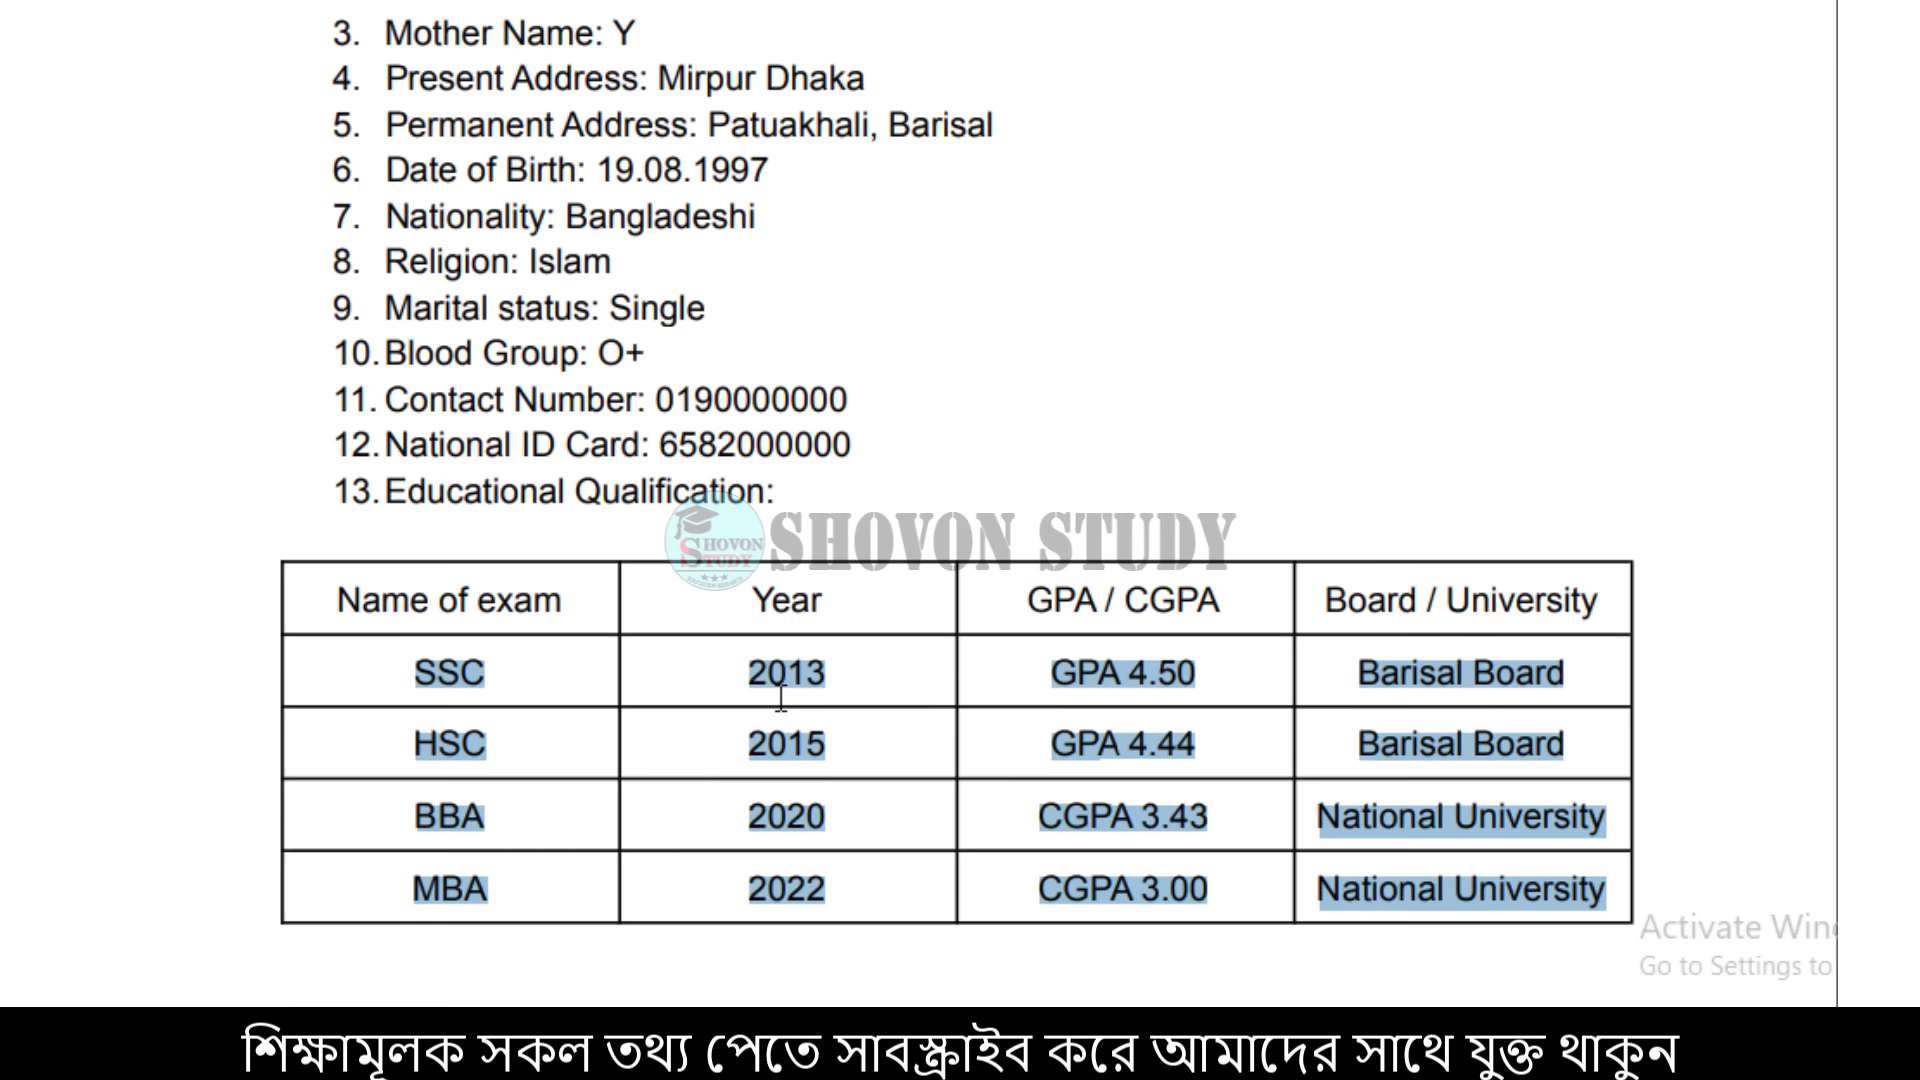 3. Mother Name: Y
4. Present Address: Mirpur Dhaka
5. Permanent Address: Patuakhali, Barisal
6. Date of Birth: 19.08.1997
7. Nationality: Bangladeshi
8. Religion: Islam
9. Marital status: Single
10. Blood Group: O+
11. Contact Number: 0190000000
12. National ID Card: 6582000000
13. Educational Qualification:
SHOVON STUDY
SHOVON STUDY
Name of exam Year GPA / CGPA Board / University
SSC 2013 GPA 4.50 Barisal Board
HSC 2015 GPA 4.44 Barisal Board
BBA 2020 CGPA 3.43 National University
MBA 2022 CGPA 3.00 National University
Activate Win
Go to Settings to
শিক্ষামূলক সকল তথ্য পেতে সাবস্ক্রাইব করে আমাদের সাথে যুক্ত থাকুন